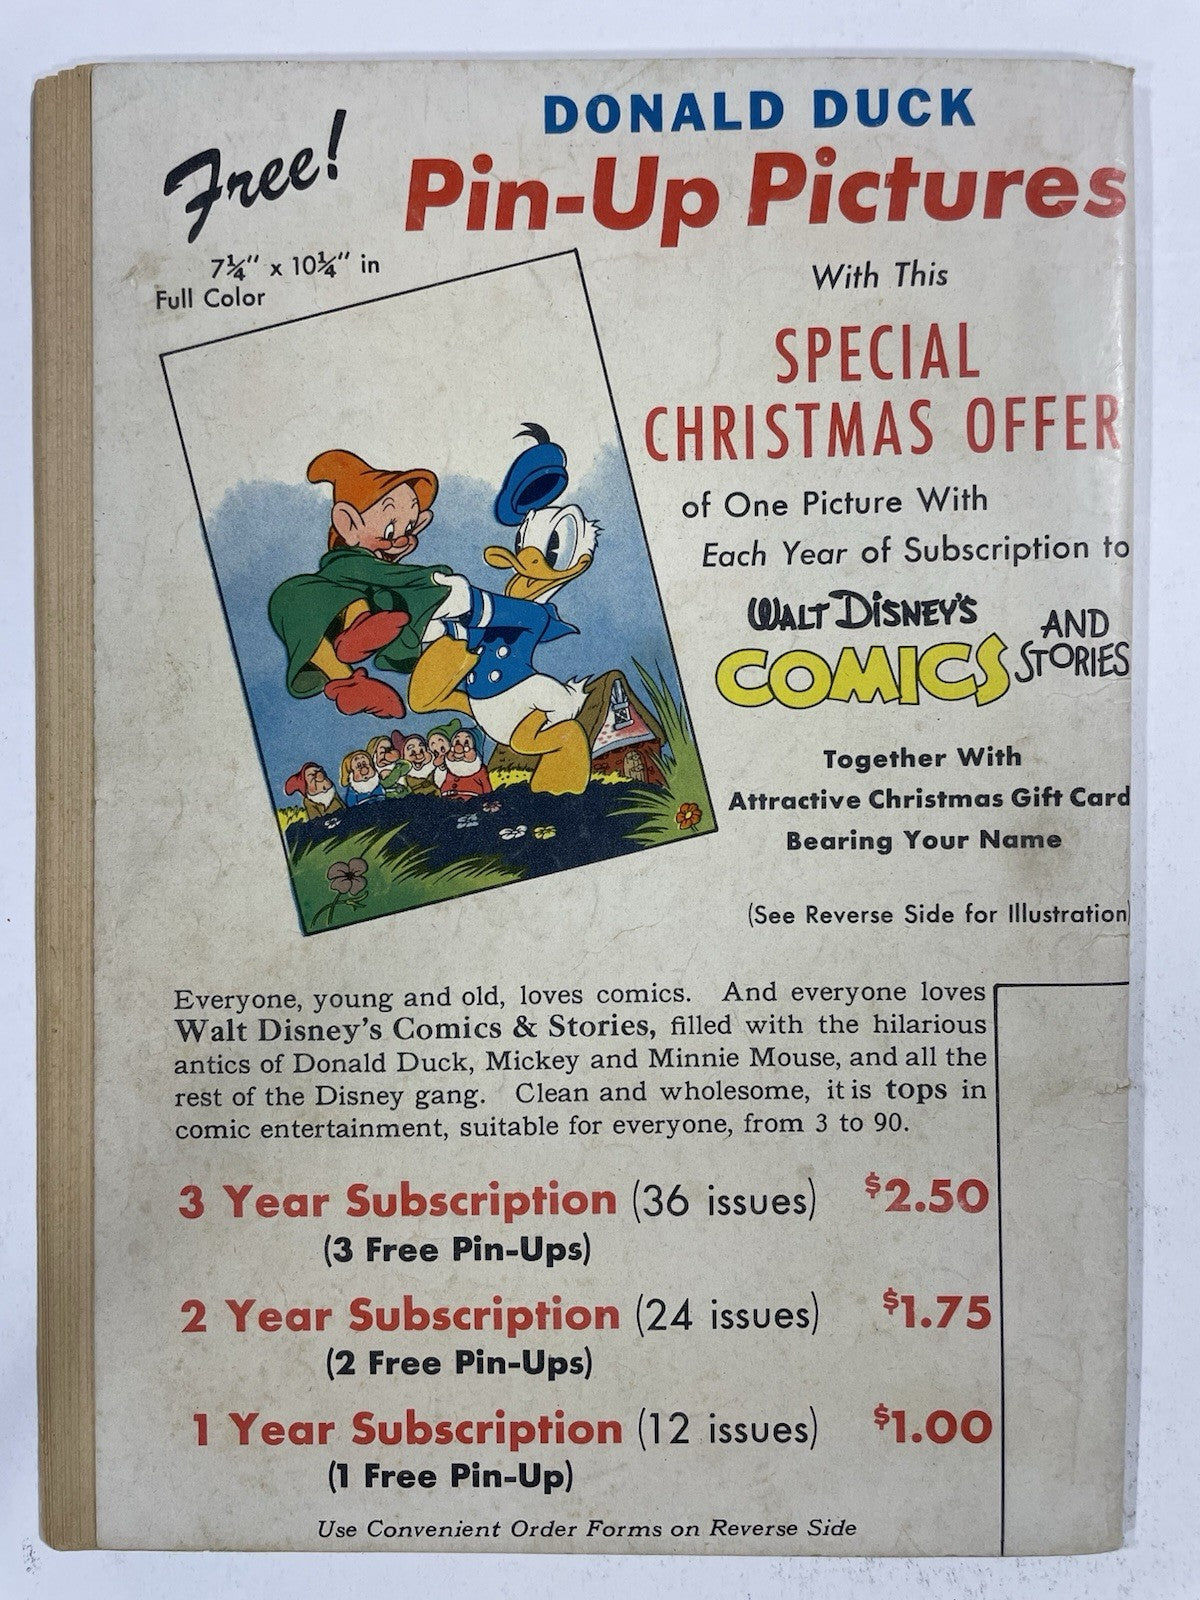 Free!
DONALD DUCK
Pin-Up Pictures
7¼" x 10¼" in
Full Color
With This
SPECIAL
CHRISTMAS OFFER
of One Picture With
Each Year of Subscription to
WALT DISNEY'S
COMICS AND
STORIES
Together With
Attractive Christmas Gift Card
Bearing Your Name
(See Reverse Side for Illustration)
Everyone, young and old, loves comics. And everyone loves
Walt Disney's Comics & Stories, filled with the hilarious
antics of Donald Duck, Mickey and Minnie Mouse, and all the
rest of the Disney gang. Clean and wholesome, it is tops in
comic entertainment, suitable for everyone, from 3 to 90.
3 Year Subscription (36 issues) $2.50
(3 Free Pin-Ups)
2 Year Subscription (24 issues) $1.75
(2 Free Pin-Ups)
1 Year Subscription (12 issues) $1.00
(1 Free Pin-Up)
Use Convenient Order Forms on Reverse Side